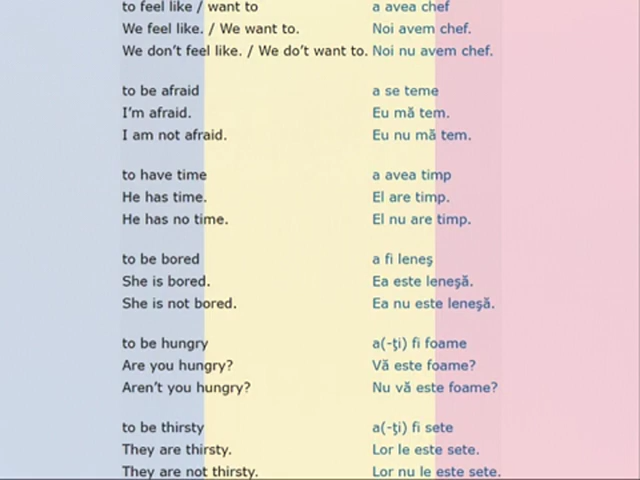 to feel like / want to a avea chef
We feel like. / We want to. Noi avem chef.
We don't feel like. / We do't want to. Noi nu avem chef.
to be afraid a se teme
I'm afraid. Eu mă tem.
I am not afraid. Eu nu mă tem.
to have time a avea timp
He has time. El are timp.
He has no time. El nu are timp.
to be bored a fi leneş
She is bored. Ea este leneşă.
She is not bored. Ea nu este leneşă.
to be hungry a(-ţi) fi foame
Are you hungry? Vă este foame?
Aren't you hungry? Nu vă este foame?
to be thirsty a(-ţi) fi sete
They are thirsty. Lor le este sete.
They are not thirsty. Lor nu le este sete.